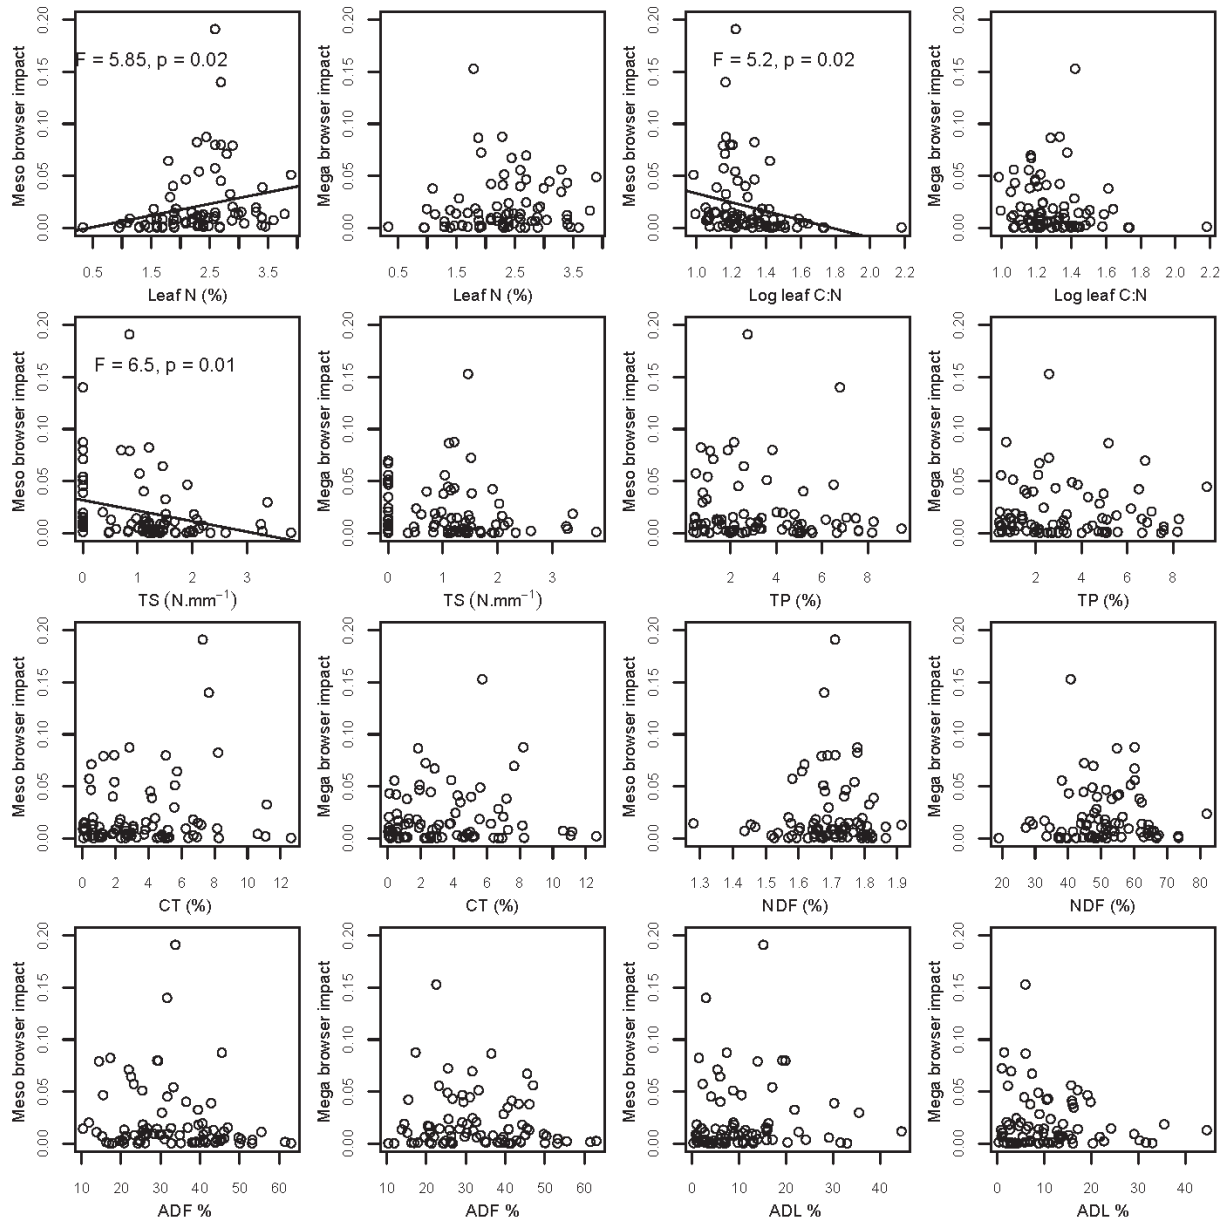 Meso browser impact
0.00 0.05 0.10 0.15 0.20
F = 5.85, p = 0.02
0.5 1.5 2.5 3.5
Leaf N (%)
Mega browser impact
0.00 0.05 0.10 0.15 0.20
0.5 1.5 2.5 3.5
Leaf N (%)
Meso browser impact
0.00 0.05 0.10 0.15 0.20
F = 5.2, p = 0.02
1.0 1.2 1.4 1.6 1.8 2.0 2.2
Log leaf C:N
Mega browser impact
0.00 0.05 0.10 0.15 0.20
1.0 1.2 1.4 1.6 1.8 2.0 2.2
Log leaf C:N
Meso browser impact
0.00 0.05 0.10 0.15 0.20
F = 6.5, p = 0.01
0 1 2 3
TS (N.mm⁻¹)
Mega browser impact
0.00 0.05 0.10 0.15 0.20
0 1 2 3
TS (N.mm⁻¹)
Meso browser impact
0.00 0.05 0.10 0.15 0.20
2 4 6 8
TP (%)
Mega browser impact
0.00 0.05 0.10 0.15 0.20
2 4 6 8
TP (%)
Meso browser impact
0.00 0.05 0.10 0.15 0.20
0 2 4 6 8 10 12
CT (%)
Mega browser impact
0.00 0.05 0.10 0.15 0.20
0 2 4 6 8 10 12
CT (%)
Meso browser impact
0.00 0.05 0.10 0.15 0.20
1.3 1.4 1.5 1.6 1.7 1.8 1.9
NDF (%)
Mega browser impact
0.00 0.05 0.10 0.15 0.20
20 30 40 50 60 70 80
NDF (%)
Meso browser impact
0.00 0.05 0.10 0.15 0.20
10 20 30 40 50 60
ADF %
Mega browser impact
0.00 0.05 0.10 0.15 0.20
10 20 30 40 50 60
ADF %
Meso browser impact
0.00 0.05 0.10 0.15 0.20
0 10 20 30 40
ADL %
Mega browser impact
0.00 0.05 0.10 0.15 0.20
0 10 20 30 40
ADL %